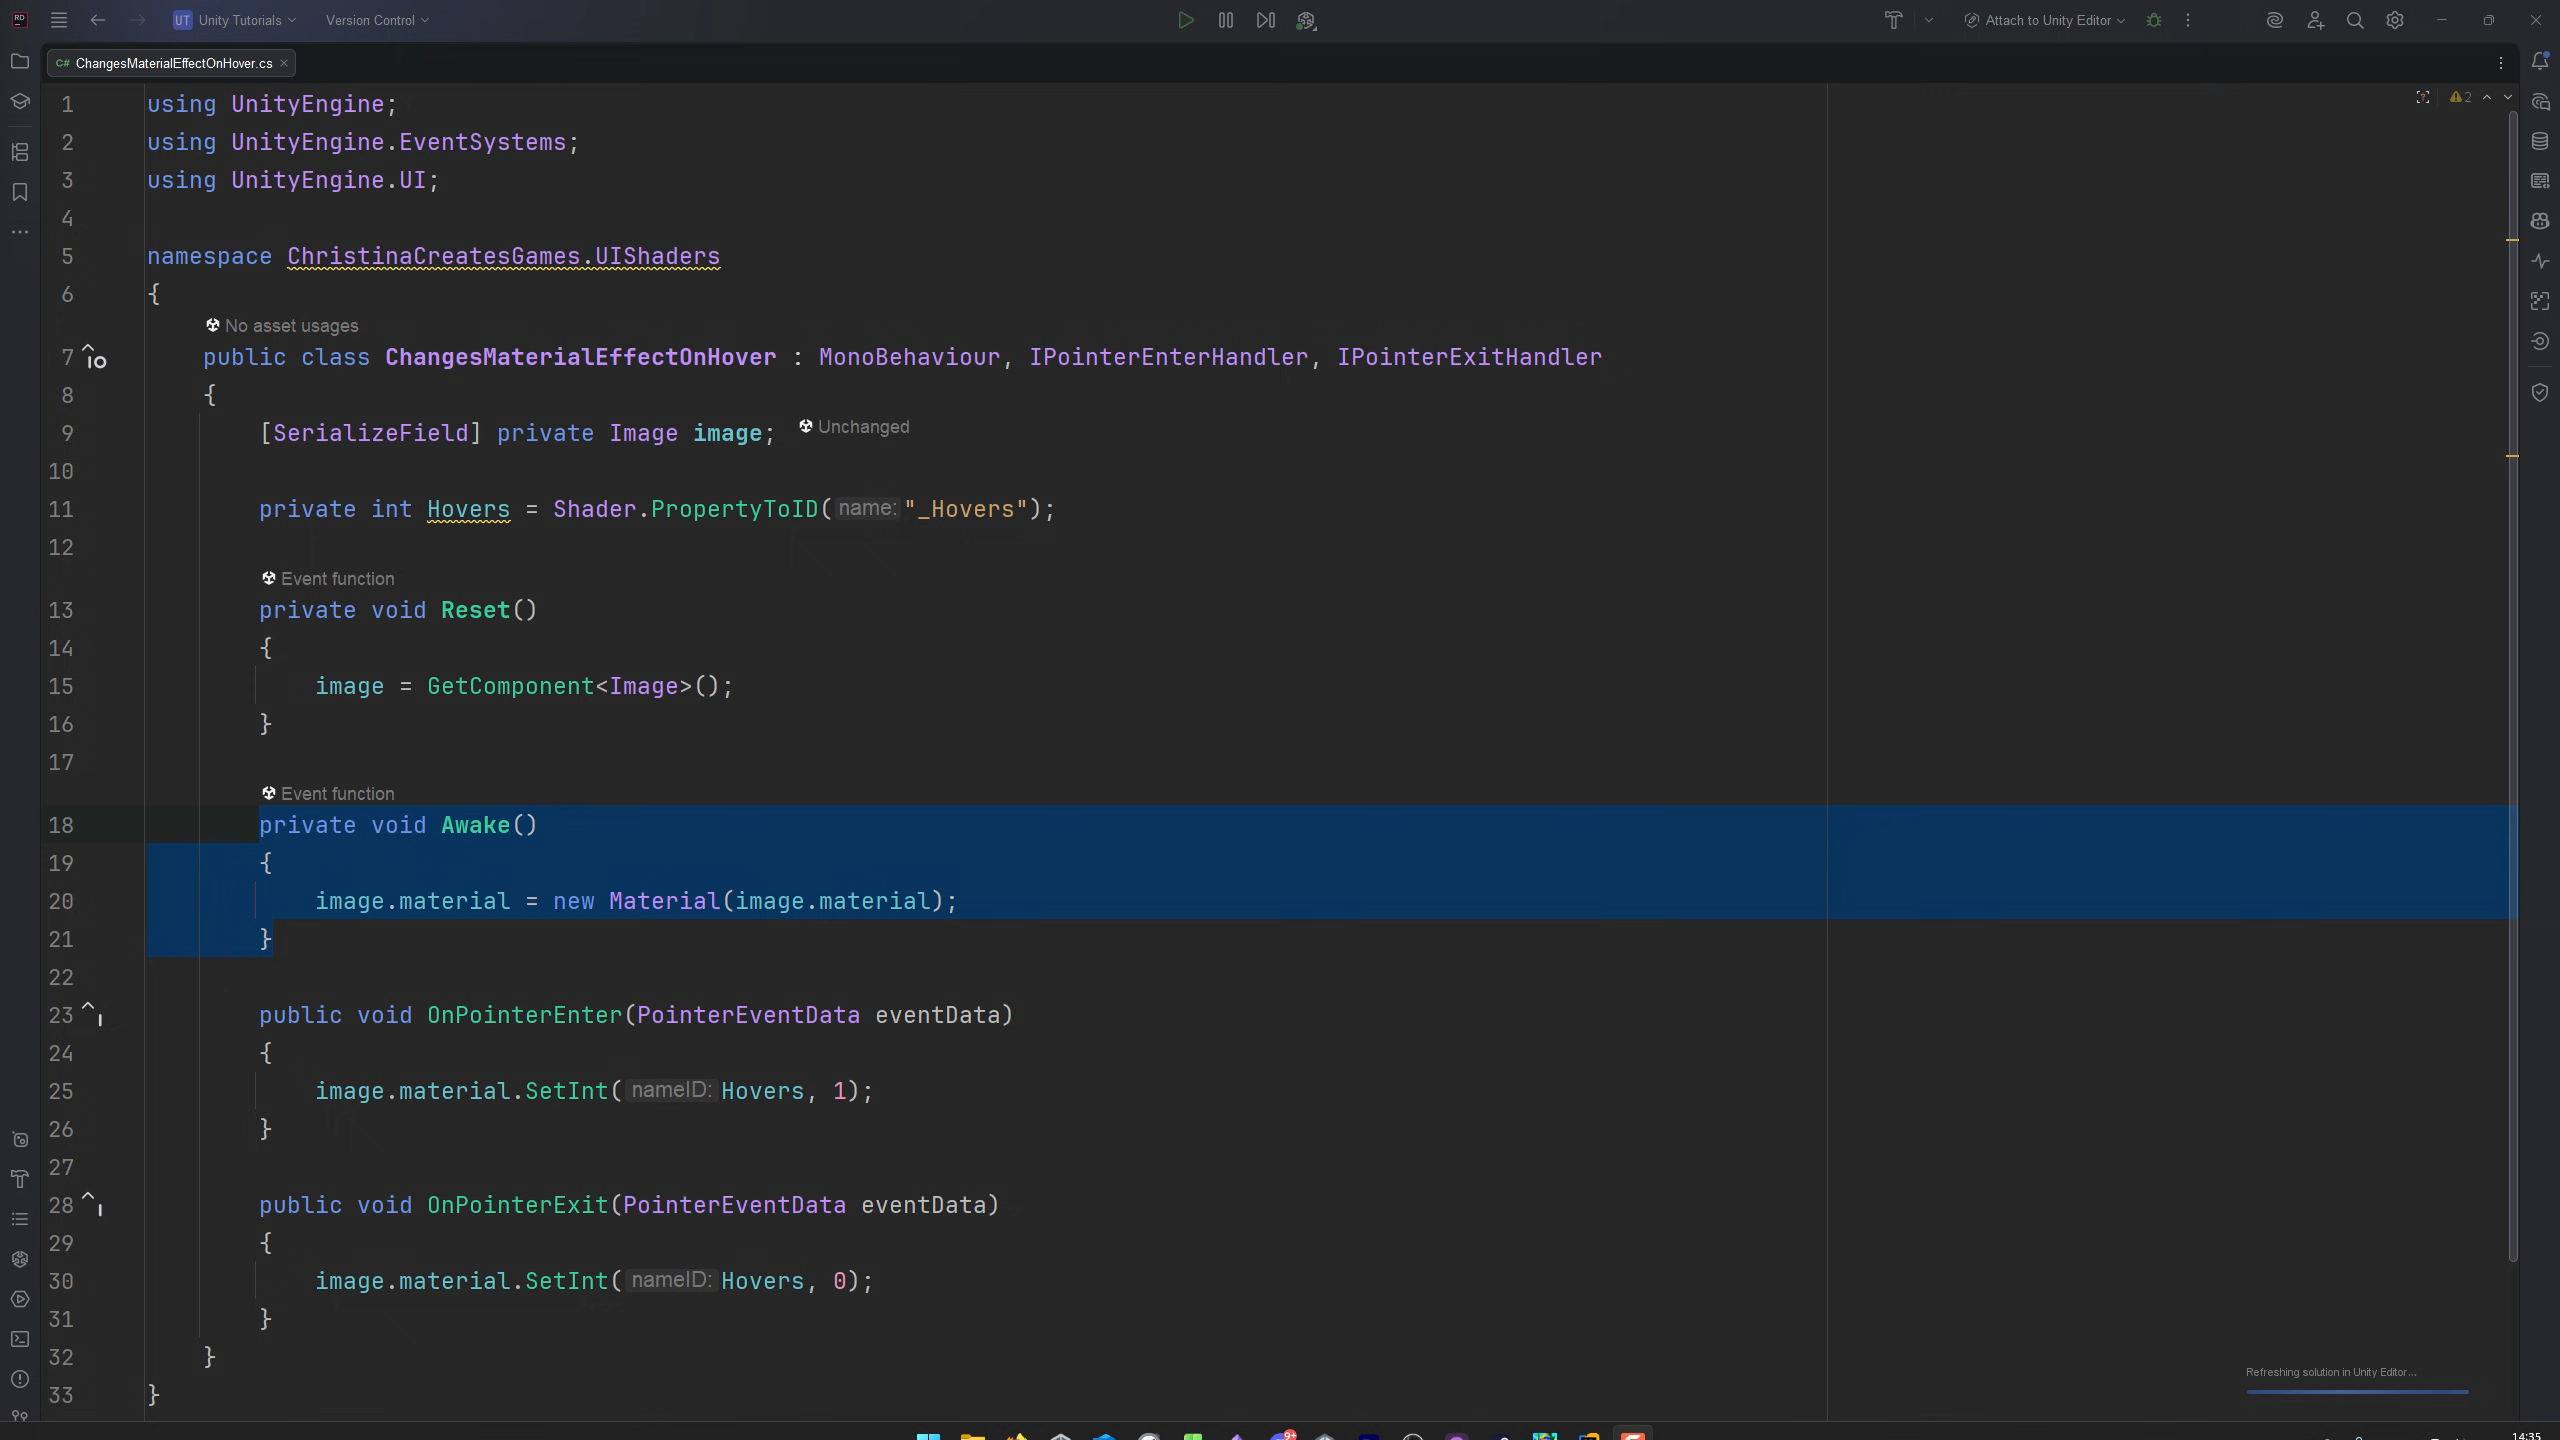 RD UT Unity Tutorials Version Control Attach to Unity Editor
C# ChangesMaterialEffectOnHover.cs
2
1 using UnityEngine;
2 using UnityEngine.EventSystems;
3 using UnityEngine.UI;
4
5 namespace ChristinaCreatesGames.UIShaders
6 {
No asset usages
7 public class ChangesMaterialEffectOnHover : MonoBehaviour, IPointerEnterHandler, IPointerExitHandler
8 {
9 [SerializeField] private Image image; Unchanged
10
11 private int Hovers = Shader.PropertyToID(name:"_Hovers");
12
Event function
13 private void Reset()
14 {
15 image = GetComponent<Image>();
16 }
17
Event function
18 private void Awake()
19 {
20 image.material = new Material(image.material);
21 }
22
23 public void OnPointerEnter(PointerEventData eventData)
24 {
25 image.material.SetInt(nameID:Hovers, 1);
26 }
27
28 public void OnPointerExit(PointerEventData eventData)
29 {
30 image.material.SetInt(nameID:Hovers, 0);
31 }
32 }
33 }
Refreshing solution in Unity Editor...
9+
14:35